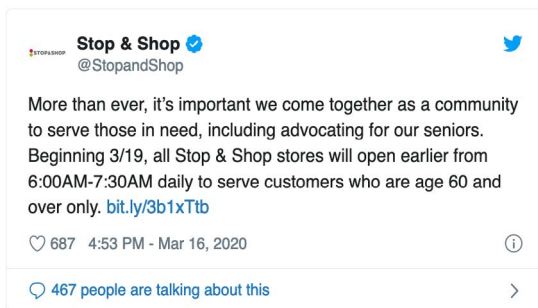 Stop & Shop
STOP&SHOP
@StopandShop
More than ever, it's important we come together as a community
to serve those in need, including advocating for our seniors.
Beginning 3/19, all Stop & Shop stores will open earlier from
6:00AM-7:30AM daily to serve customers who are age 60 and
over only. bit.ly/3b1xTtb
687 4:53 PM - Mar 16, 2020
467 people are talking about this